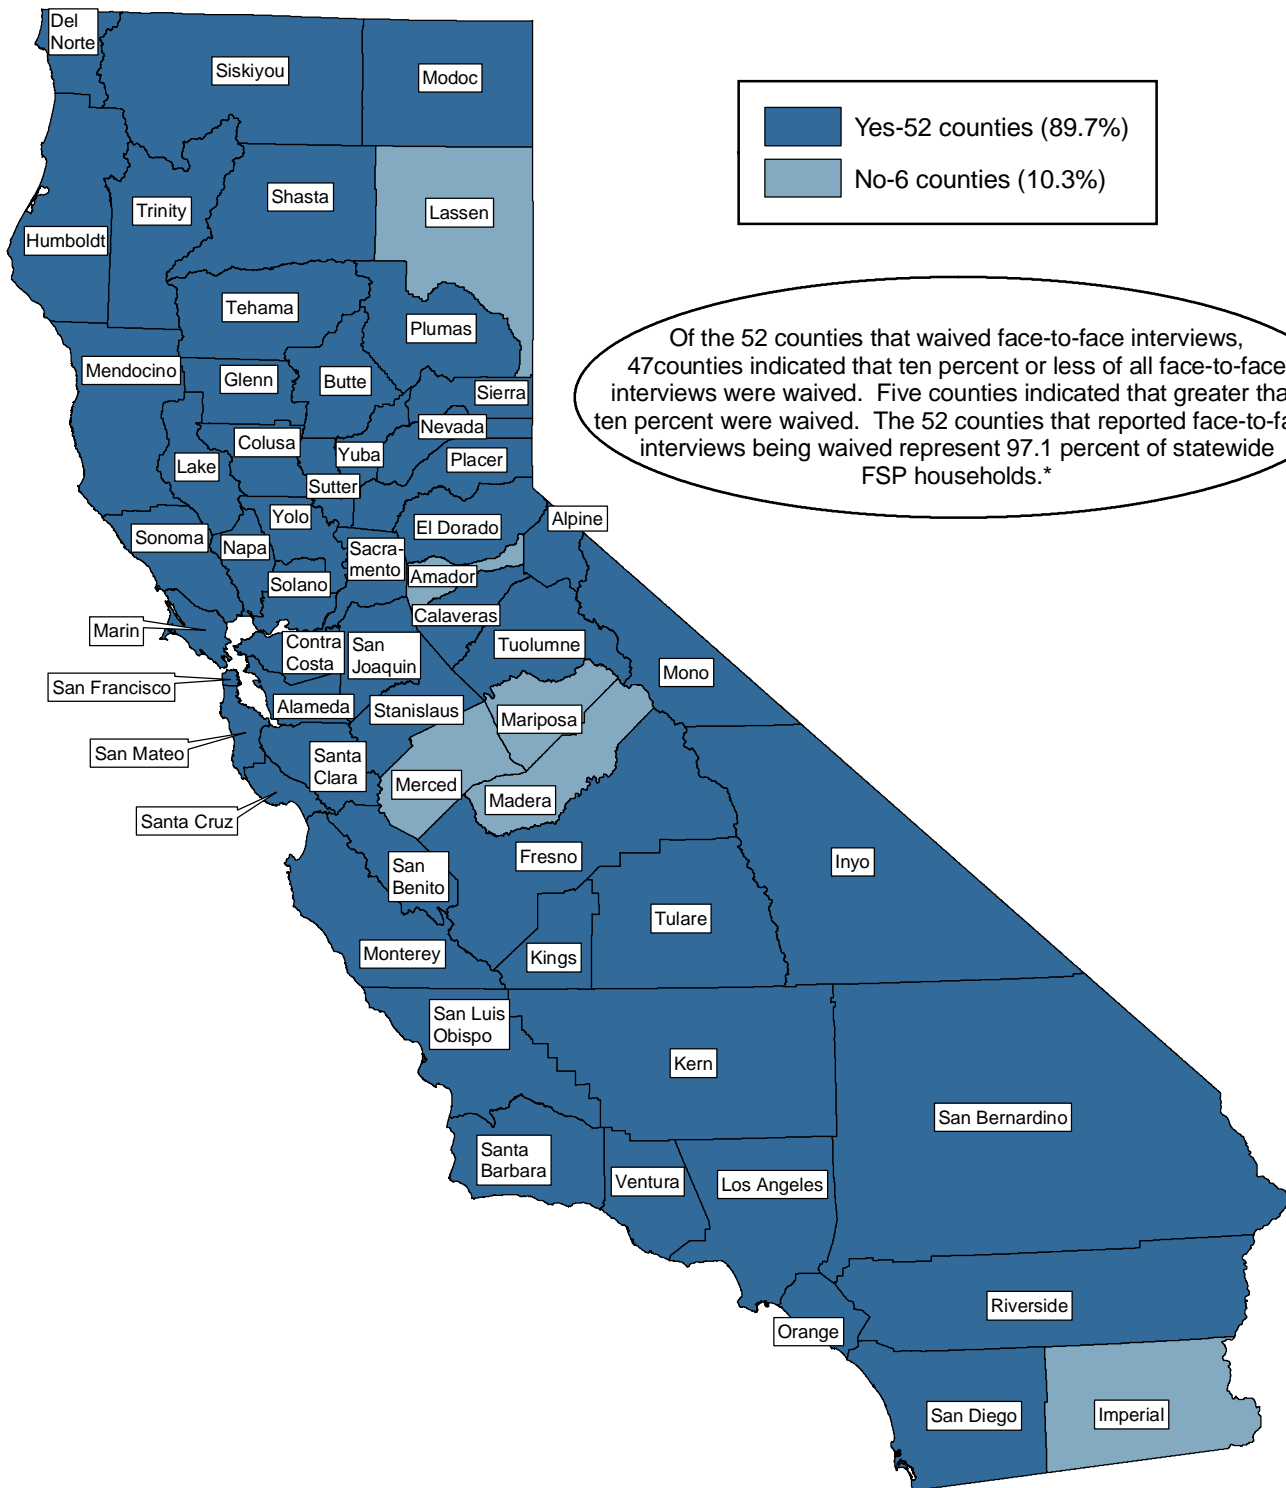 Del
Norte
Siskiyou
Modoc
Yes-52 counties (89.7%)
No-6 counties (10.3%)
Shasta
Lassen
Trinity
Humboldt
Tehama
Plumas
Of the 52 counties that waived face-to-face interviews,
47counties indicated that ten percent or less of all face-to-face
interviews were waived. Five counties indicated that greater tha
ten percent were waived. The 52 counties that reported face-to-fa
interviews being waived represent 97.1 percent of statewide
FSP households.*
Mendocino
Glenn
Butte
Sierra
Nevada
Colusa
Yuba
Placer
Lake
Sutter
Yolo
El Dorado
Alpine
Sonoma
Napa
Sacra-
mento
Solano
Amador
Calaveras
Marin
Contra
Costa
San
Joaquin
Tuolumne
Mono
San Francisco
Alameda
Stanislaus
Mariposa
San Mateo
Santa
Clara
Merced
Madera
Santa Cruz
San
Benito
Fresno
Inyo
Tulare
Monterey
Kings
San Luis
Obispo
Kern
San Bernardino
Santa
Barbara
Ventura
Los Angeles
Riverside
Orange
San Diego
Imperial